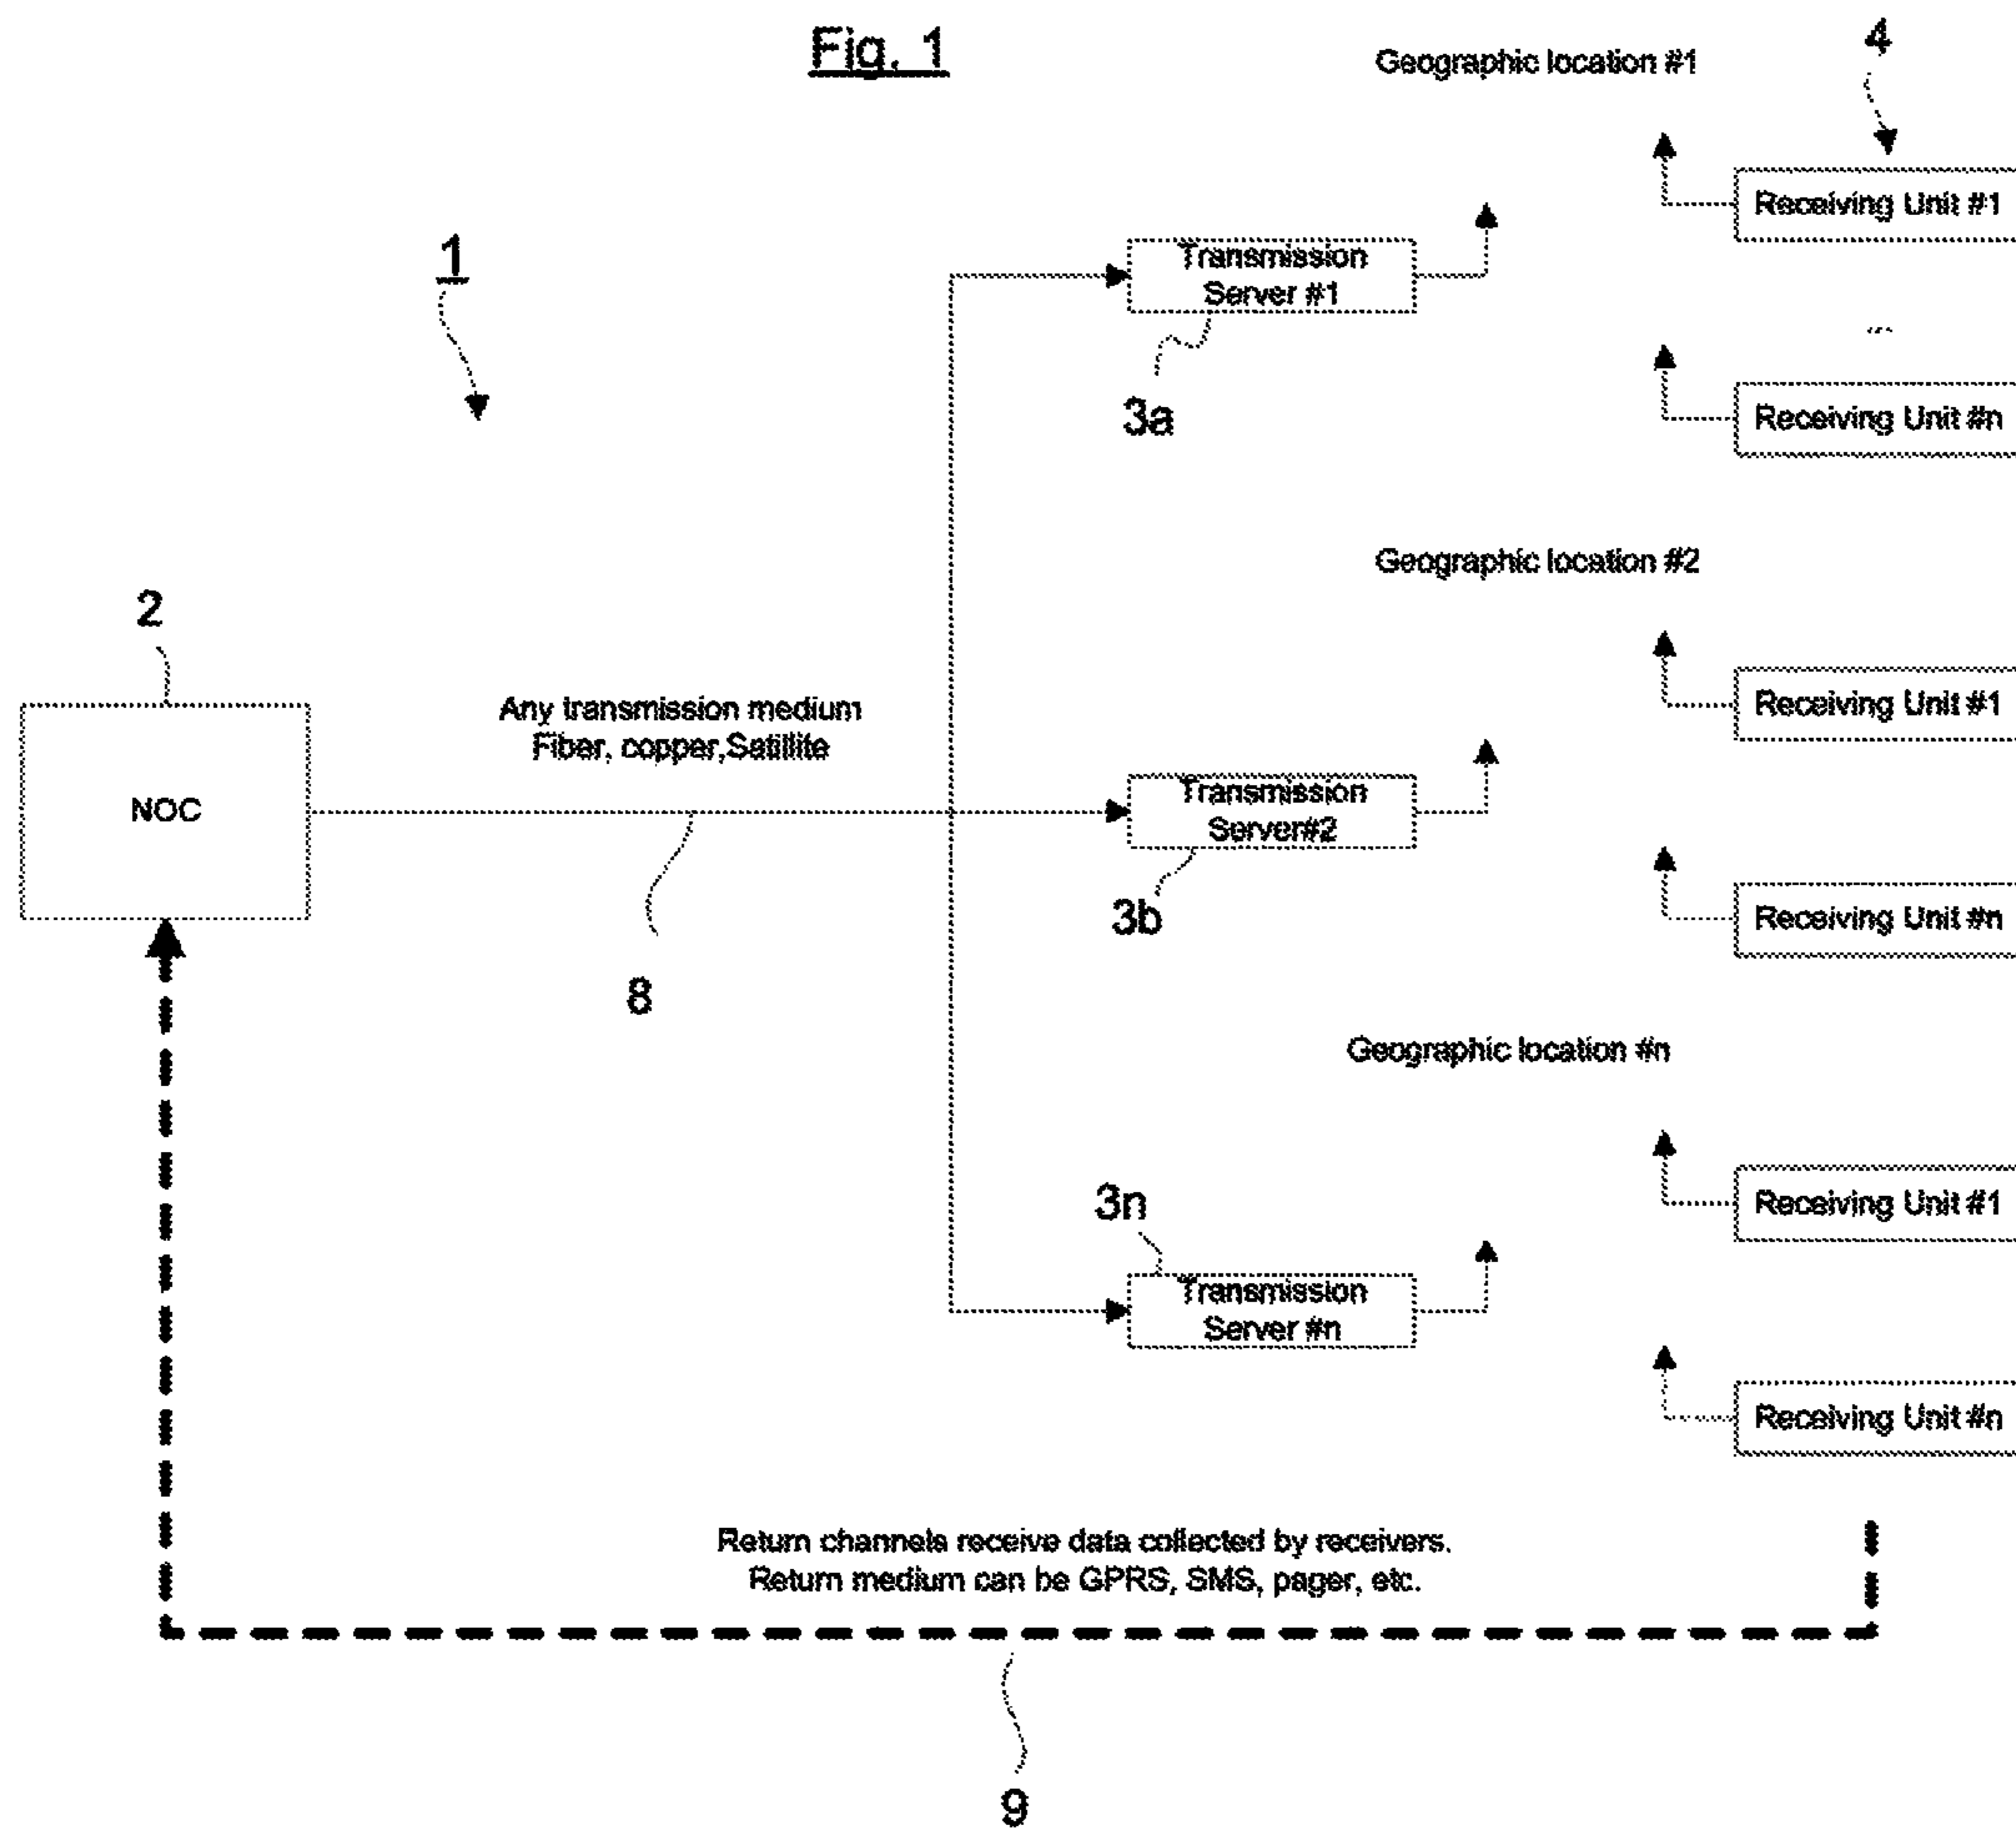 Fig. 1
Geographic location #1
4
Receiving Unit #1
1
Transmission
Server #1
...
3a
Receiving Unit #n
Geographic location #2
2
Receiving Unit #1
Any transmission medium
Fiber, copper,Satillite
NOC
Transmission
Server#2
3b
Receiving Unit #n
8
Geographic location #n
3n
Receiving Unit #1
Transmission
Server #n
Receiving Unit #n
Return channels receive data collected by receivers.
Return medium can be GPRS, SMS, pager, etc.
9